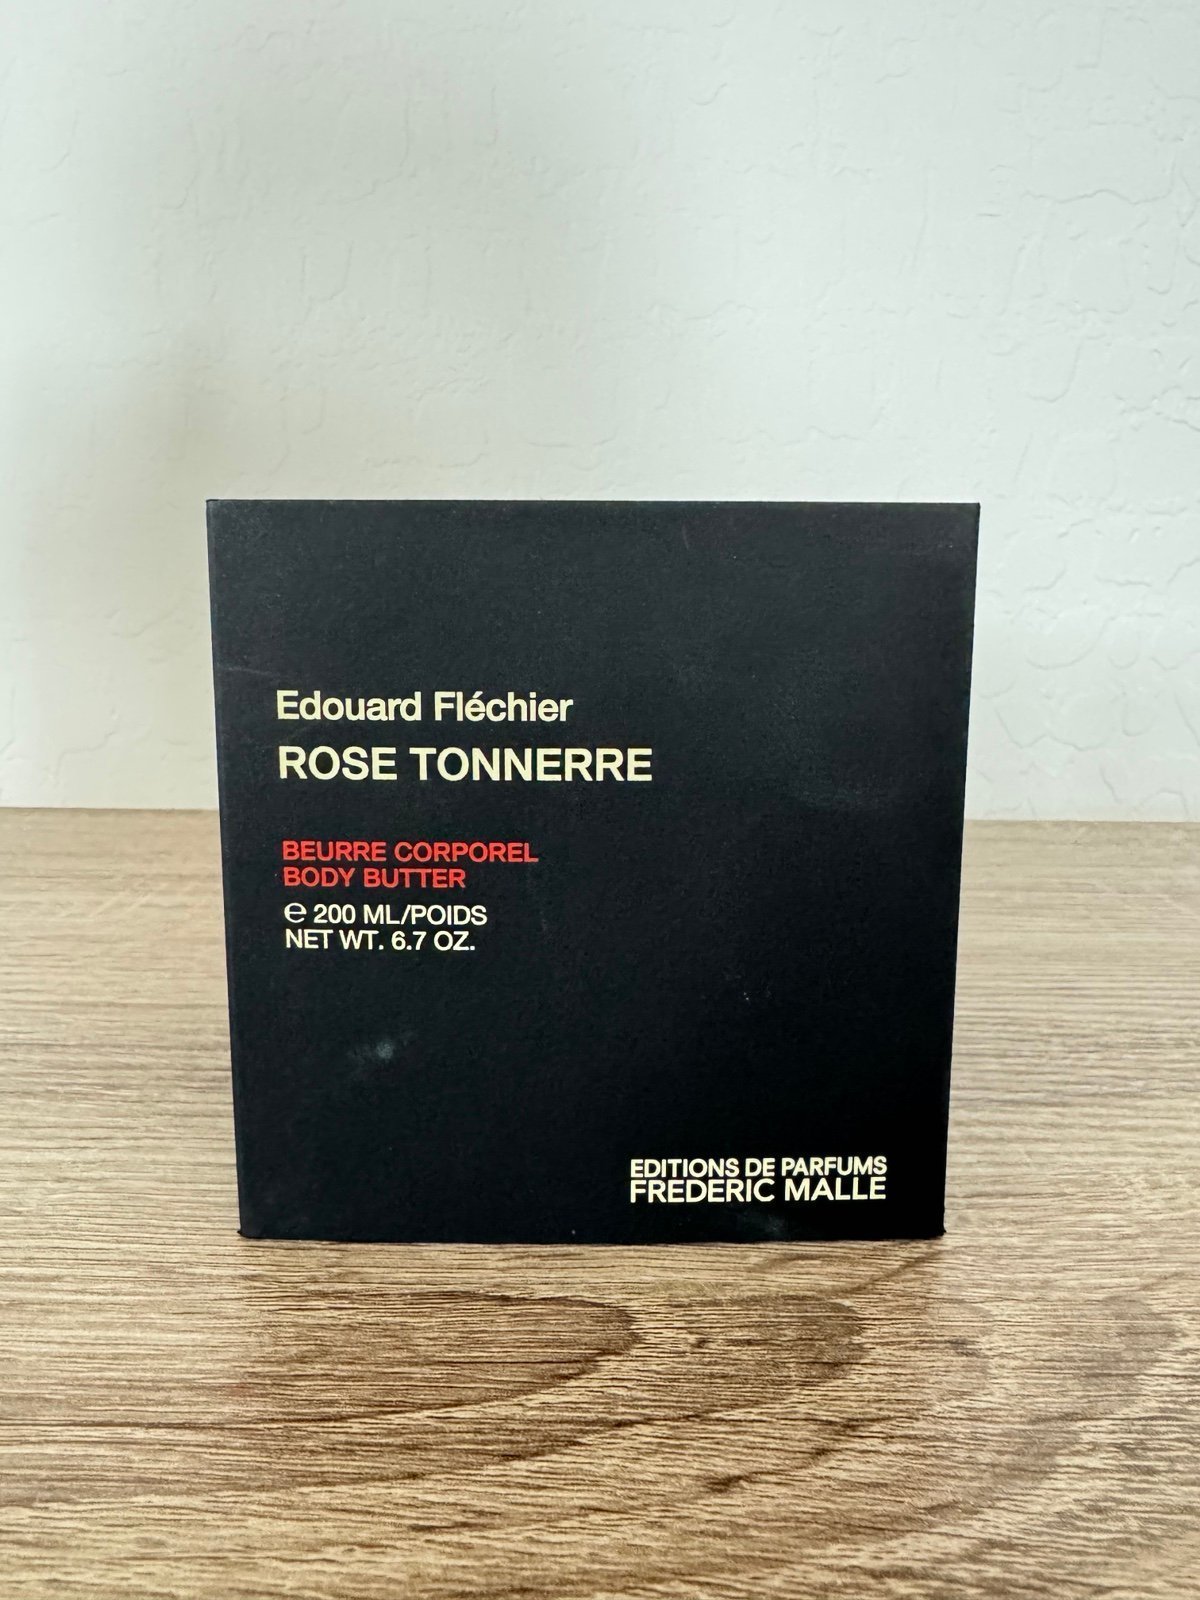 Edouard Fléchier
ROSE TONNERRE
BEURRE CORPOREL
BODY BUTTER
℮ 200 ML/POIDS
NET WT. 6.7 OZ.
EDITIONS DE PARFUMS
FREDERIC MALLE